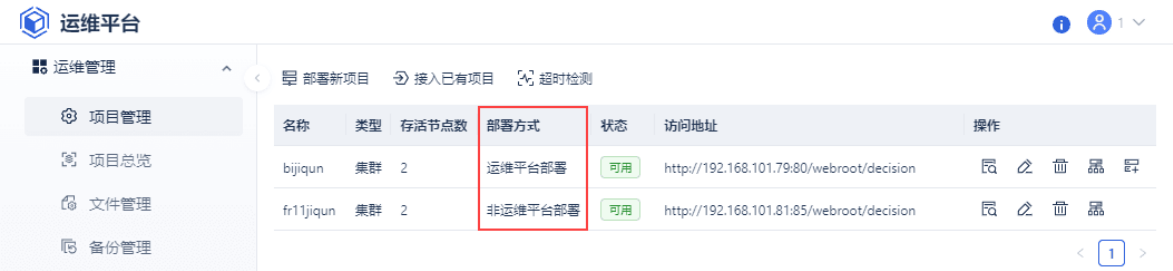 运维平台
1
运维管理
项目管理
项目总览
文件管理
备份管理
部署新项目 接入已有项目 超时检测
名称 类型 存活节点数 部署方式 状态 访问地址 操作
bijiqun 集群 2 运维平台部署 可用 http://192.168.101.79:80/webroot/decision
fr11jiqun 集群 2 非运维平台部署 可用 http://192.168.101.81:85/webroot/decision
< 1 >